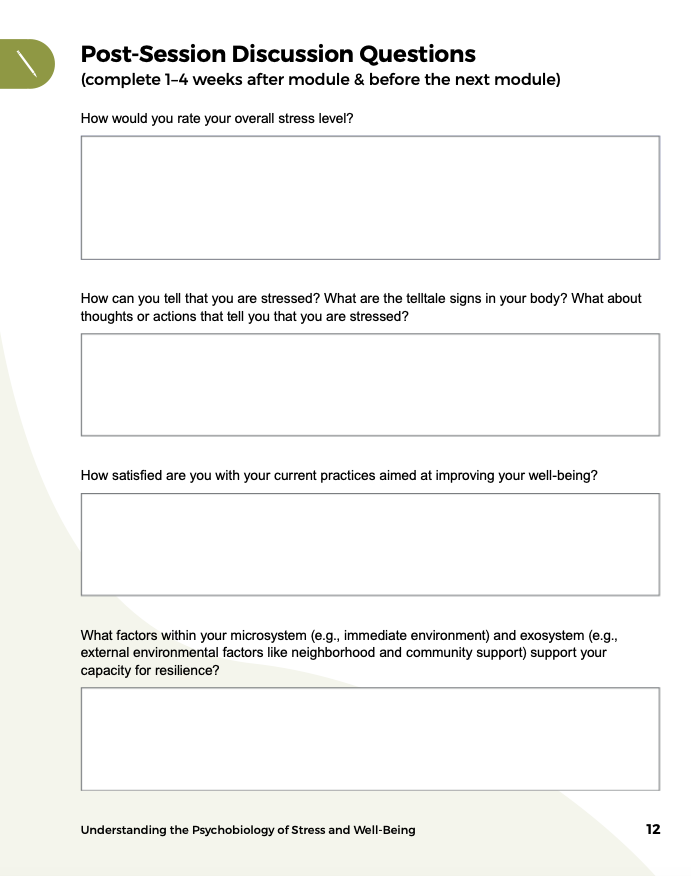 Post-Session Discussion Questions
(complete 1–4 weeks after module & before the next module)
How would you rate your overall stress level?
How can you tell that you are stressed? What are the telltale signs in your body? What about
thoughts or actions that tell you that you are stressed?
How satisfied are you with your current practices aimed at improving your well-being?
What factors within your microsystem (e.g., immediate environment) and exosystem (e.g.,
external environmental factors like neighborhood and community support) support your
capacity for resilience?
Understanding the Psychobiology of Stress and Well-Being
12